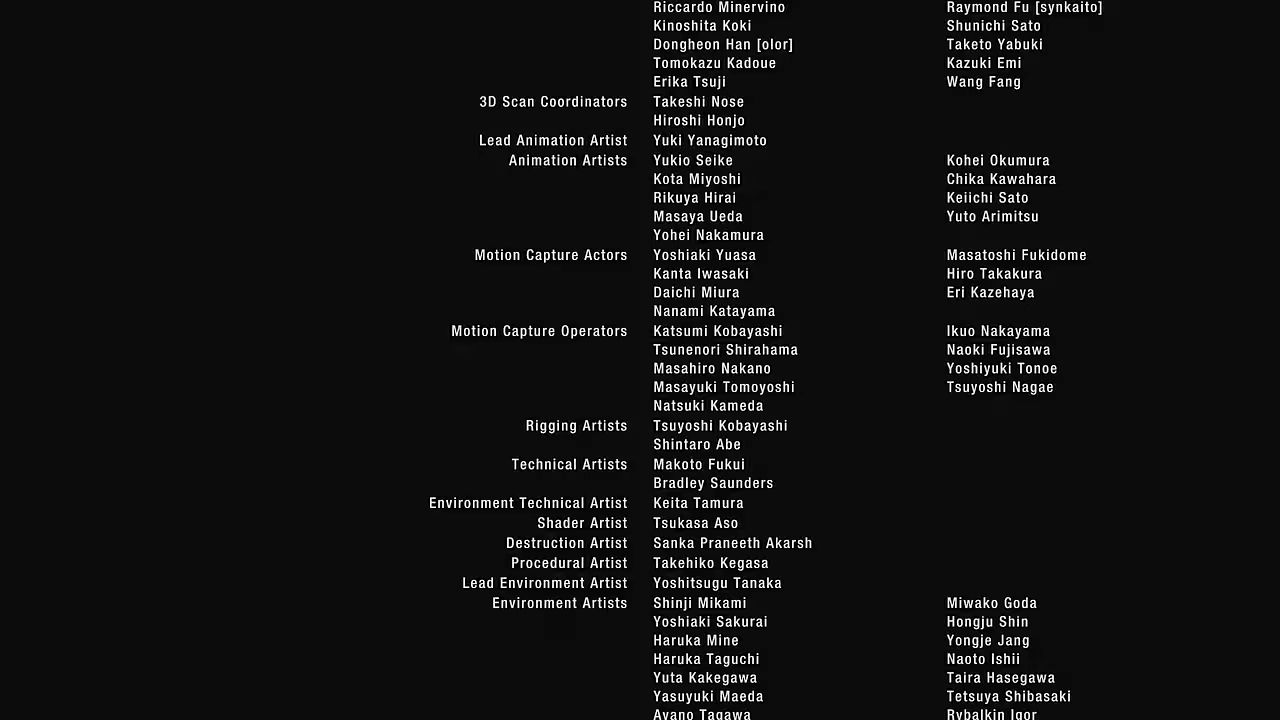 Riccardo Minervino Raymond Fu [synkaito]
Kinoshita Koki Shunichi Sato
Dongheon Han [olor] Taketo Yabuki
Tomokazu Kadoue Kazuki Emi
Erika Tsuji Wang Fang
3D Scan Coordinators Takeshi Nose
Hiroshi Honjo
Lead Animation Artist Yuki Yanagimoto
Animation Artists Yukio Seike Kohei Okumura
Kota Miyoshi Chika Kawahara
Rikuya Hirai Keiichi Sato
Masaya Ueda Yuto Arimitsu
Yohei Nakamura
Motion Capture Actors Yoshiaki Yuasa Masatoshi Fukidome
Kanta Iwasaki Hiro Takakura
Daichi Miura Eri Kazehaya
Nanami Katayama
Motion Capture Operators Katsumi Kobayashi Ikuo Nakayama
Tsunenori Shirahama Naoki Fujisawa
Masahiro Nakano Yoshiyuki Tonoe
Masayuki Tomoyoshi Tsuyoshi Nagae
Natsuki Kameda
Rigging Artists Tsuyoshi Kobayashi
Shintaro Abe
Technical Artists Makoto Fukui
Bradley Saunders
Environment Technical Artist Keita Tamura
Shader Artist Tsukasa Aso
Destruction Artist Sanka Praneeth Akarsh
Procedural Artist Takehiko Kegasa
Lead Environment Artist Yoshitsugu Tanaka
Environment Artists Shinji Mikami Miwako Goda
Yoshiaki Sakurai Hongju Shin
Haruka Mine Yongje Jang
Haruka Taguchi Naoto Ishii
Yuta Kakegawa Taira Hasegawa
Yasuyuki Maeda Tetsuya Shibasaki
Ayano Tagawa Rybalkin Igor